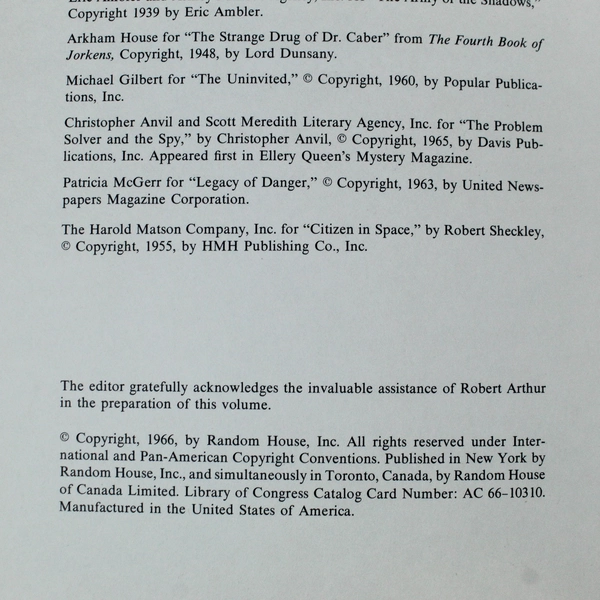 "The Army of the Shadows,"
Copyright 1939 by Eric Ambler.
Arkham House for "The Strange Drug of Dr. Caber" from The Fourth Book of
Jorkens, Copyright, 1948, by Lord Dunsany.
Michael Gilbert for "The Uninvited," © Copyright, 1960, by Popular Publica-
tions, Inc.
Christopher Anvil and Scott Meredith Literary Agency, Inc. for "The Problem
Solver and the Spy," by Christopher Anvil, © Copyright, 1965, by Davis Pub-
lications, Inc. Appeared first in Ellery Queen's Mystery Magazine.
Patricia McGerr for "Legacy of Danger," © Copyright, 1963, by United News-
papers Magazine Corporation.
The Harold Matson Company, Inc. for "Citizen in Space," by Robert Sheckley,
© Copyright, 1955, by HMH Publishing Co., Inc.
The editor gratefully acknowledges the invaluable assistance of Robert Arthur
in the preparation of this volume.
© Copyright, 1966, by Random House, Inc. All rights reserved under Inter-
national and Pan-American Copyright Conventions. Published in New York by
Random House, Inc., and simultaneously in Toronto, Canada, by Random House
of Canada Limited. Library of Congress Catalog Card Number: AC 66-10310.
Manufactured in the United States of America.